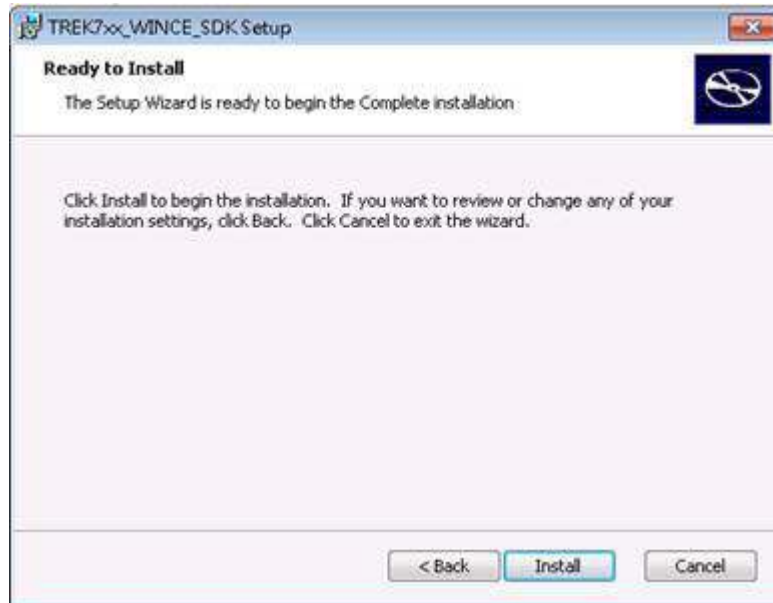 TREK7xx_WINCE_SDK Setup
Ready to Install
The Setup Wizard is ready to begin the Complete installation
Click Install to begin the installation. If you want to review or change any of your
installation settings, click Back. Click Cancel to exit the wizard.
< Back Install Cancel